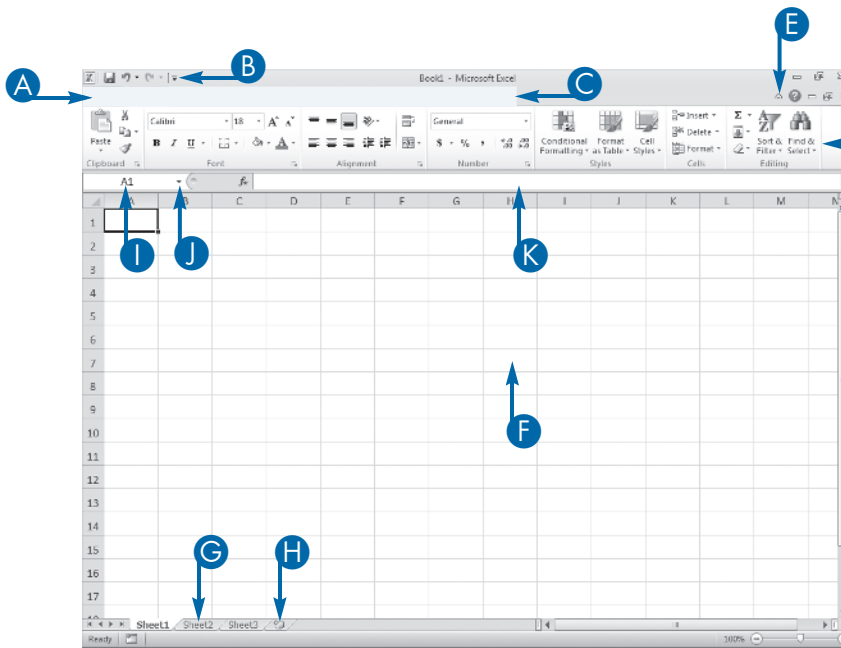 E
B
A
C
Book1 - Microsoft Excel
Paste
Calibri
18
A A
General
Conditional Formatting
Format as Table
Cell Styles
Insert
Delete
Format
Σ
Sort & Filter
Find & Select
B I U
A
$ % ,
Clipboard
Font
Alignment
Number
Styles
Cells
Editing
A1
fx
A B C D E F G H I J K L M N
I
J
K
1
2
3
4
5
6
7
8
9
10
11
12
13
14
15
16
17
F
G
H
Sheet1 Sheet2 Sheet3
Ready
100%